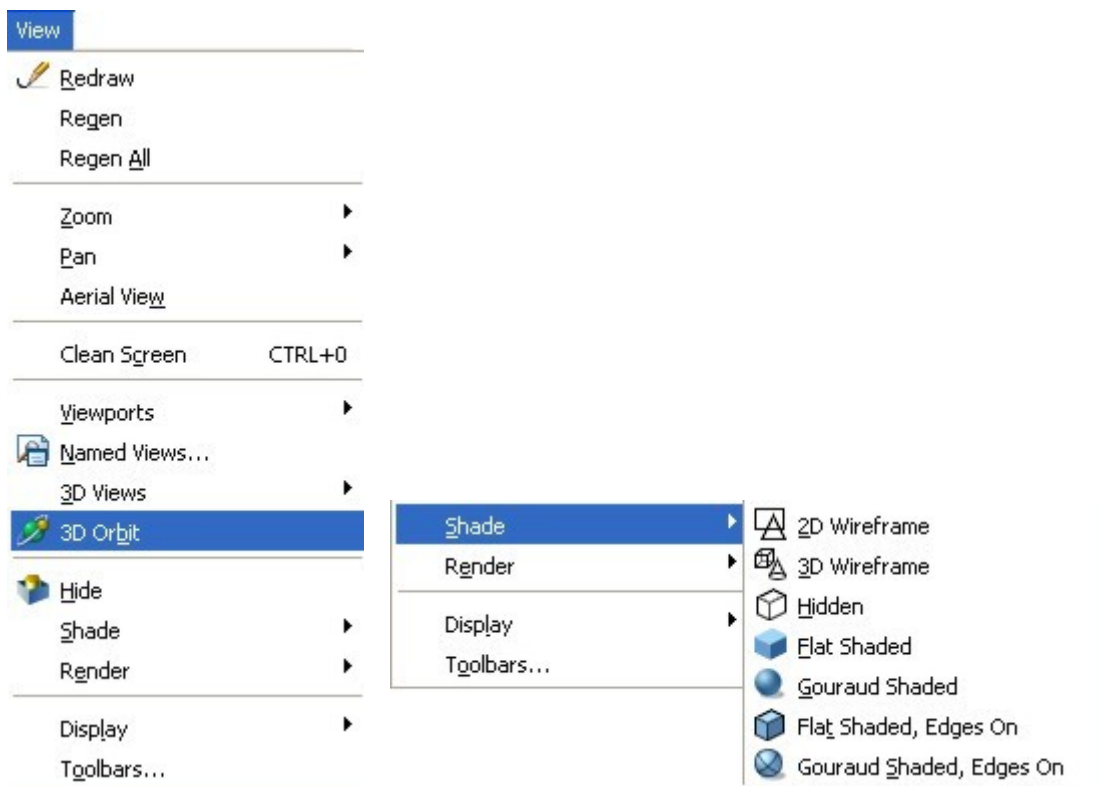 View
Redraw
Regen
Regen All
Zoom
Pan
Aerial View
Clean Screen CTRL+0
Viewports
Named Views...
3D Views
3D Orbit
Hide
Shade
Render
Display
Toolbars...
Shade
Render
Display
Toolbars...
2D Wireframe
3D Wireframe
Hidden
Flat Shaded
Gouraud Shaded
Flat Shaded, Edges On
Gouraud Shaded, Edges On